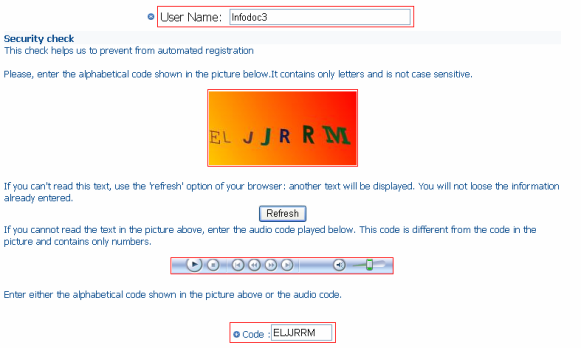 User Name: Infodoc3
Security check
This check helps us to prevent from automated registration
Please, enter the alphabetical code shown in the picture below.It contains only letters and is not case sensitive.
EL J J R R M
If you can't read this text, use the 'refresh' option of your browser: another text will be displayed. You will not loose the information
already entered.
Refresh
If you cannot read the text in the picture above, enter the audio code played below. This code is different from the code in the
picture and contains only numbers.
Enter either the alphabetical code shown in the picture above or the audio code.
Code : ELJJRRM